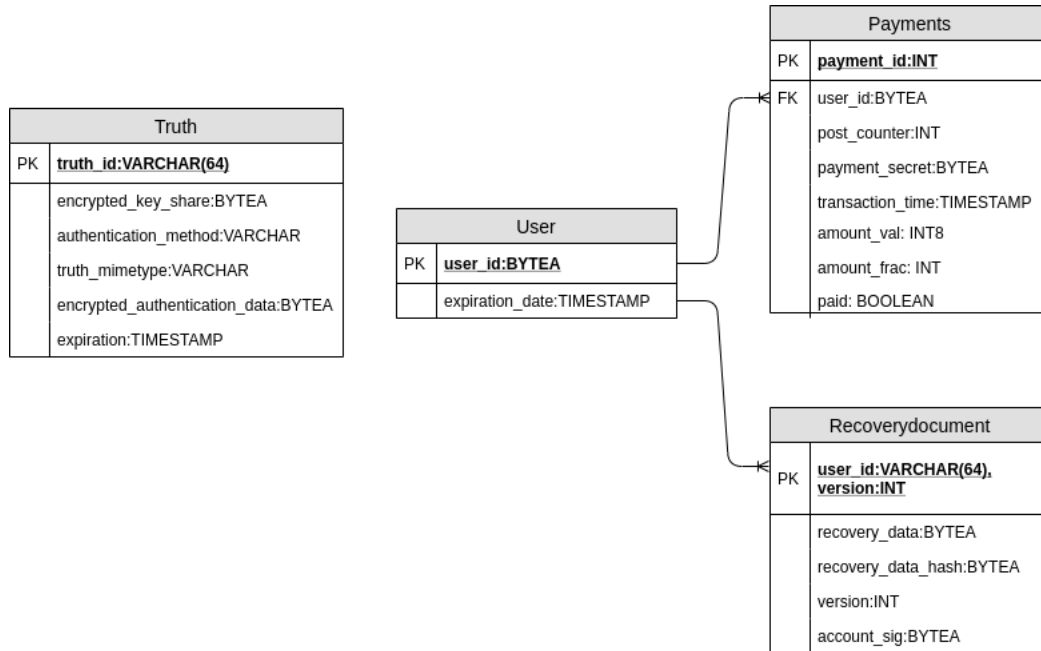 Truth
PK truth_id:VARCHAR(64)
encrypted_key_share:BYTEA
authentication_method:VARCHAR
truth_mimetype:VARCHAR
encrypted_authentication_data:BYTEA
expiration:TIMESTAMP
User
PK user_id:BYTEA
expiration_date:TIMESTAMP
Payments
PK payment_id:INT
FK user_id:BYTEA
post_counter:INT
payment_secret:BYTEA
transaction_time:TIMESTAMP
amount_val: INT8
amount_frac: INT
paid: BOOLEAN
Recoverydocument
PK user_id:VARCHAR(64),
version:INT
recovery_data:BYTEA
recovery_data_hash:BYTEA
version:INT
account_sig:BYTEA